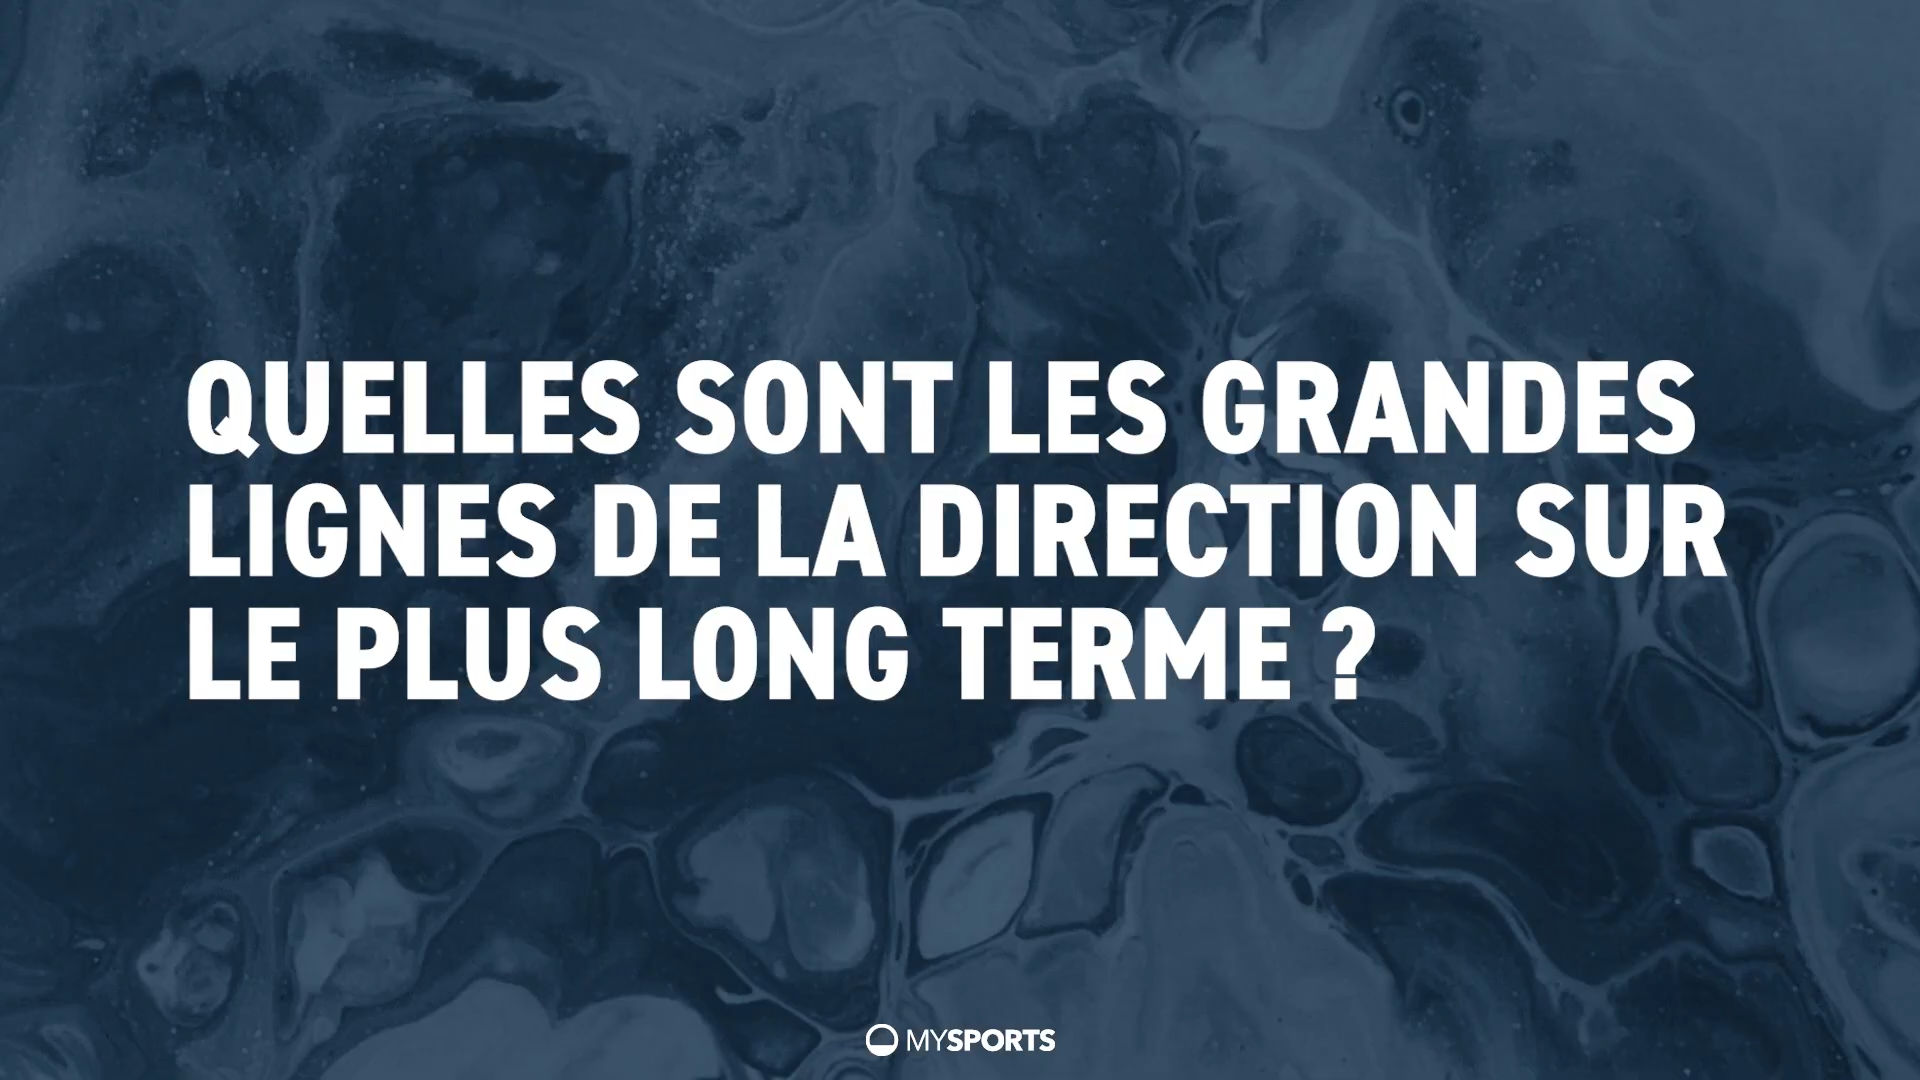 QUELLES SONT LES GRANDES
LIGNES DE LA DIRECTION SUR
LE PLUS LONG TERME ?
MYSPORTS